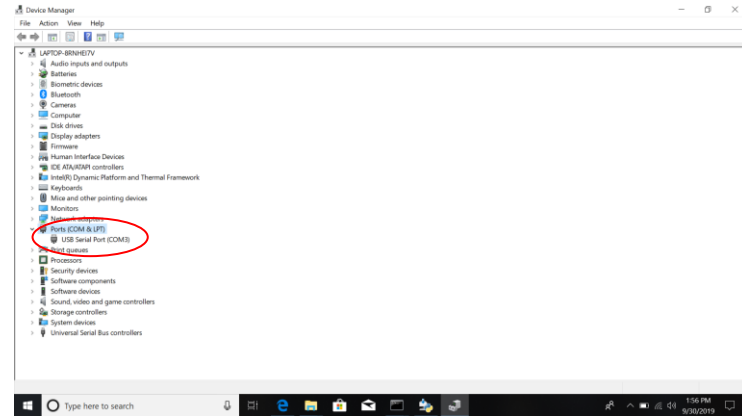 Device Manager
File Action View Help
LAPTOP-BRNHEI7V
Audio inputs and outputs
Batteries
Biometric devices
Bluetooth
Cameras
Computer
Disk drives
Display adapters
Firmware
Human Interface Devices
IDE ATA/ATAPI controllers
Intel(R) Dynamic Platform and Thermal Framework
Keyboards
Mice and other pointing devices
Monitors
Network adapters
Ports (COM & LPT)
USB Serial Port (COM3)
Print queues
Processors
Security devices
Software components
Software devices
Sound, video and game controllers
Storage controllers
System devices
Universal Serial Bus controllers
Type here to search
1:56 PM
9/30/2019